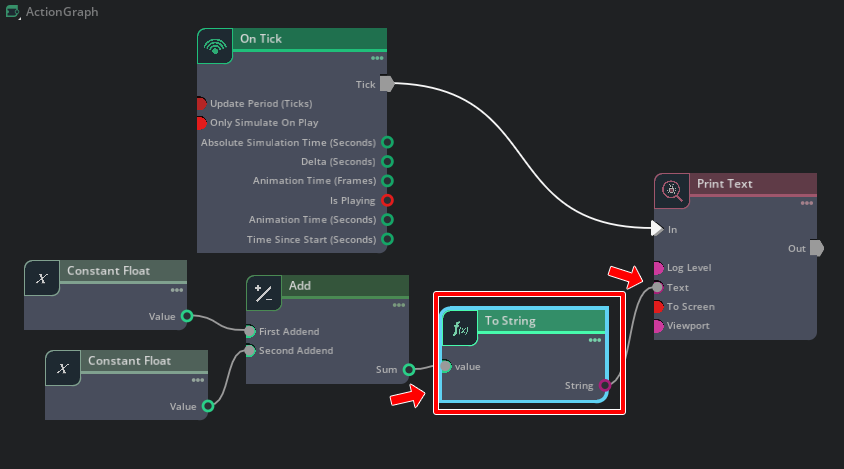 ActionGraph
On Tick
Tick
Update Period (Ticks)
Only Simulate On Play
Absolute Simulation Time (Seconds)
Delta (Seconds)
Animation Time (Frames)
Is Playing
Animation Time (Seconds)
Time Since Start (Seconds)
Print Text
In
Out
Log Level
Text
To Screen
Viewport
X
Constant Float
Value
Add
First Addend
Second Addend
Sum
To String
f(x)
value
String
X
Constant Float
Value